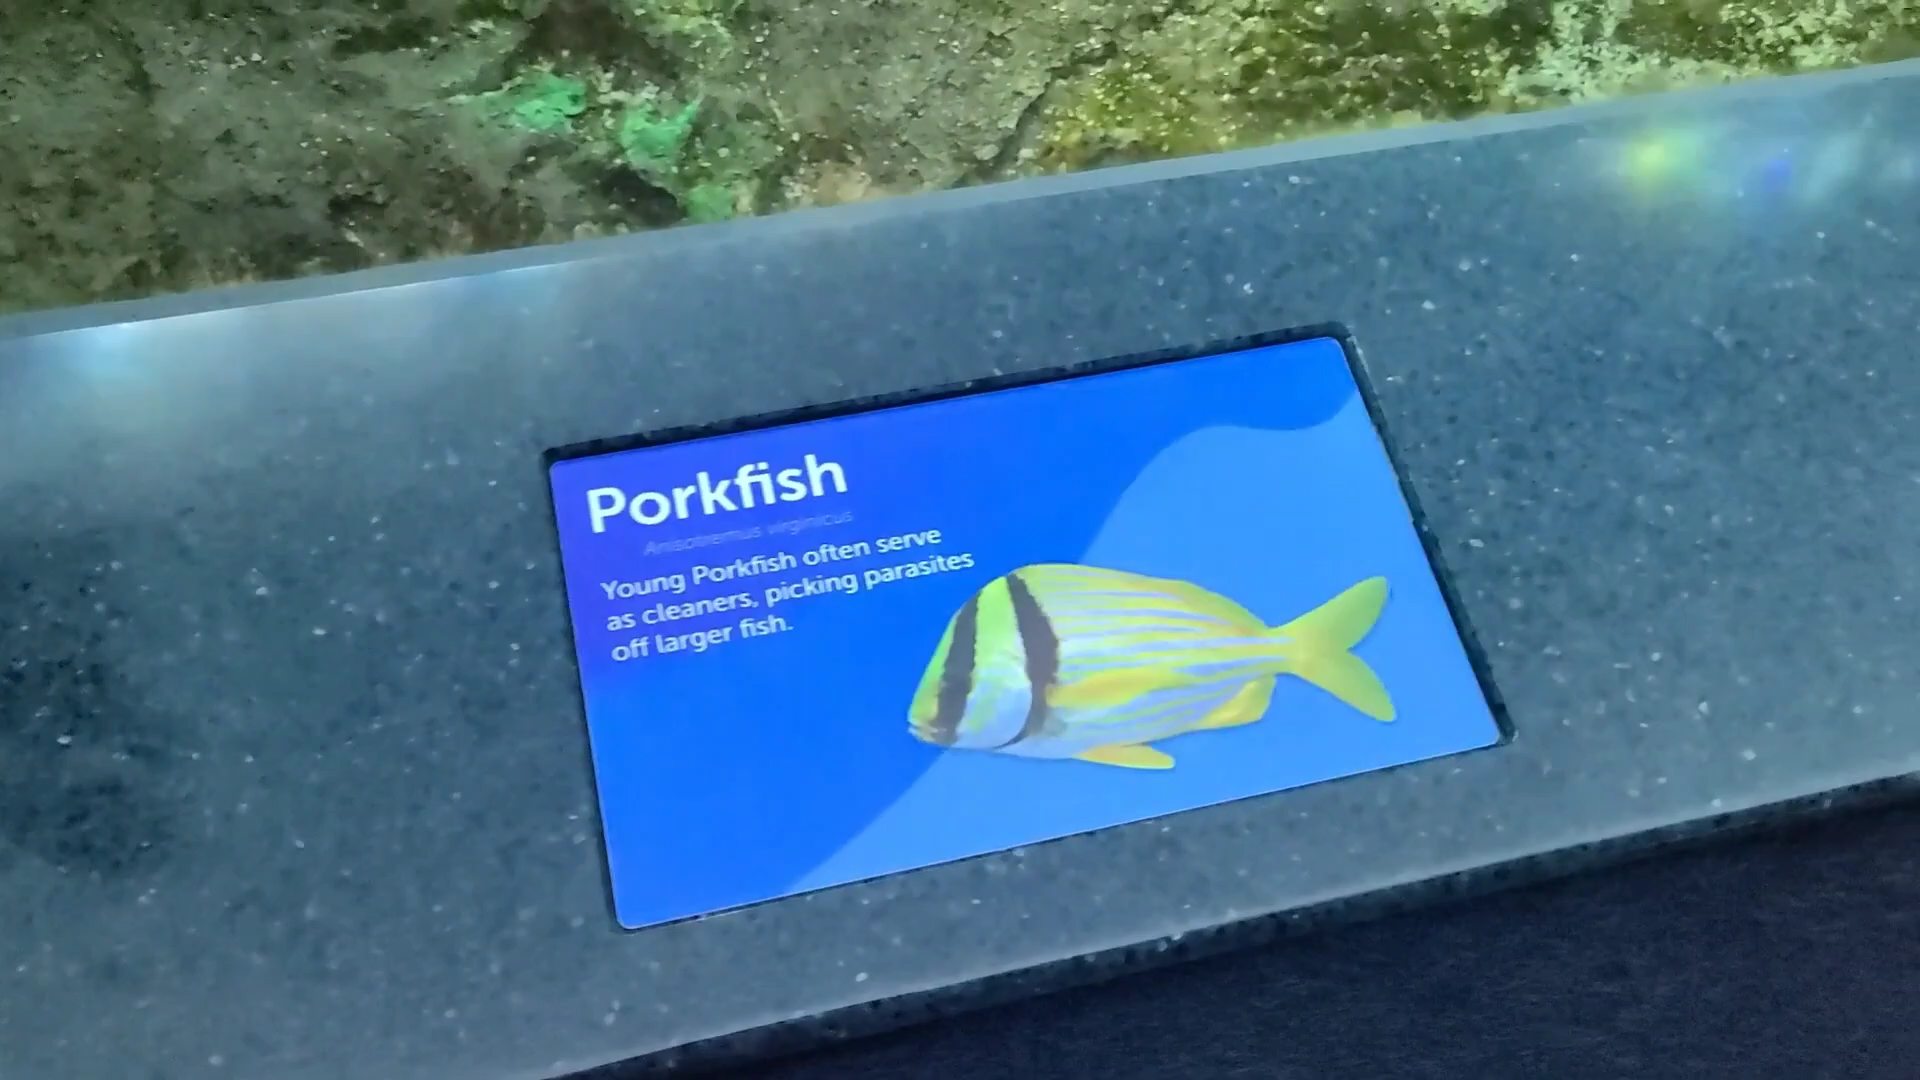 Porkfish
Anisotremus virginicus
Young Porkfish often serve
as cleaners, picking parasites
off larger fish.